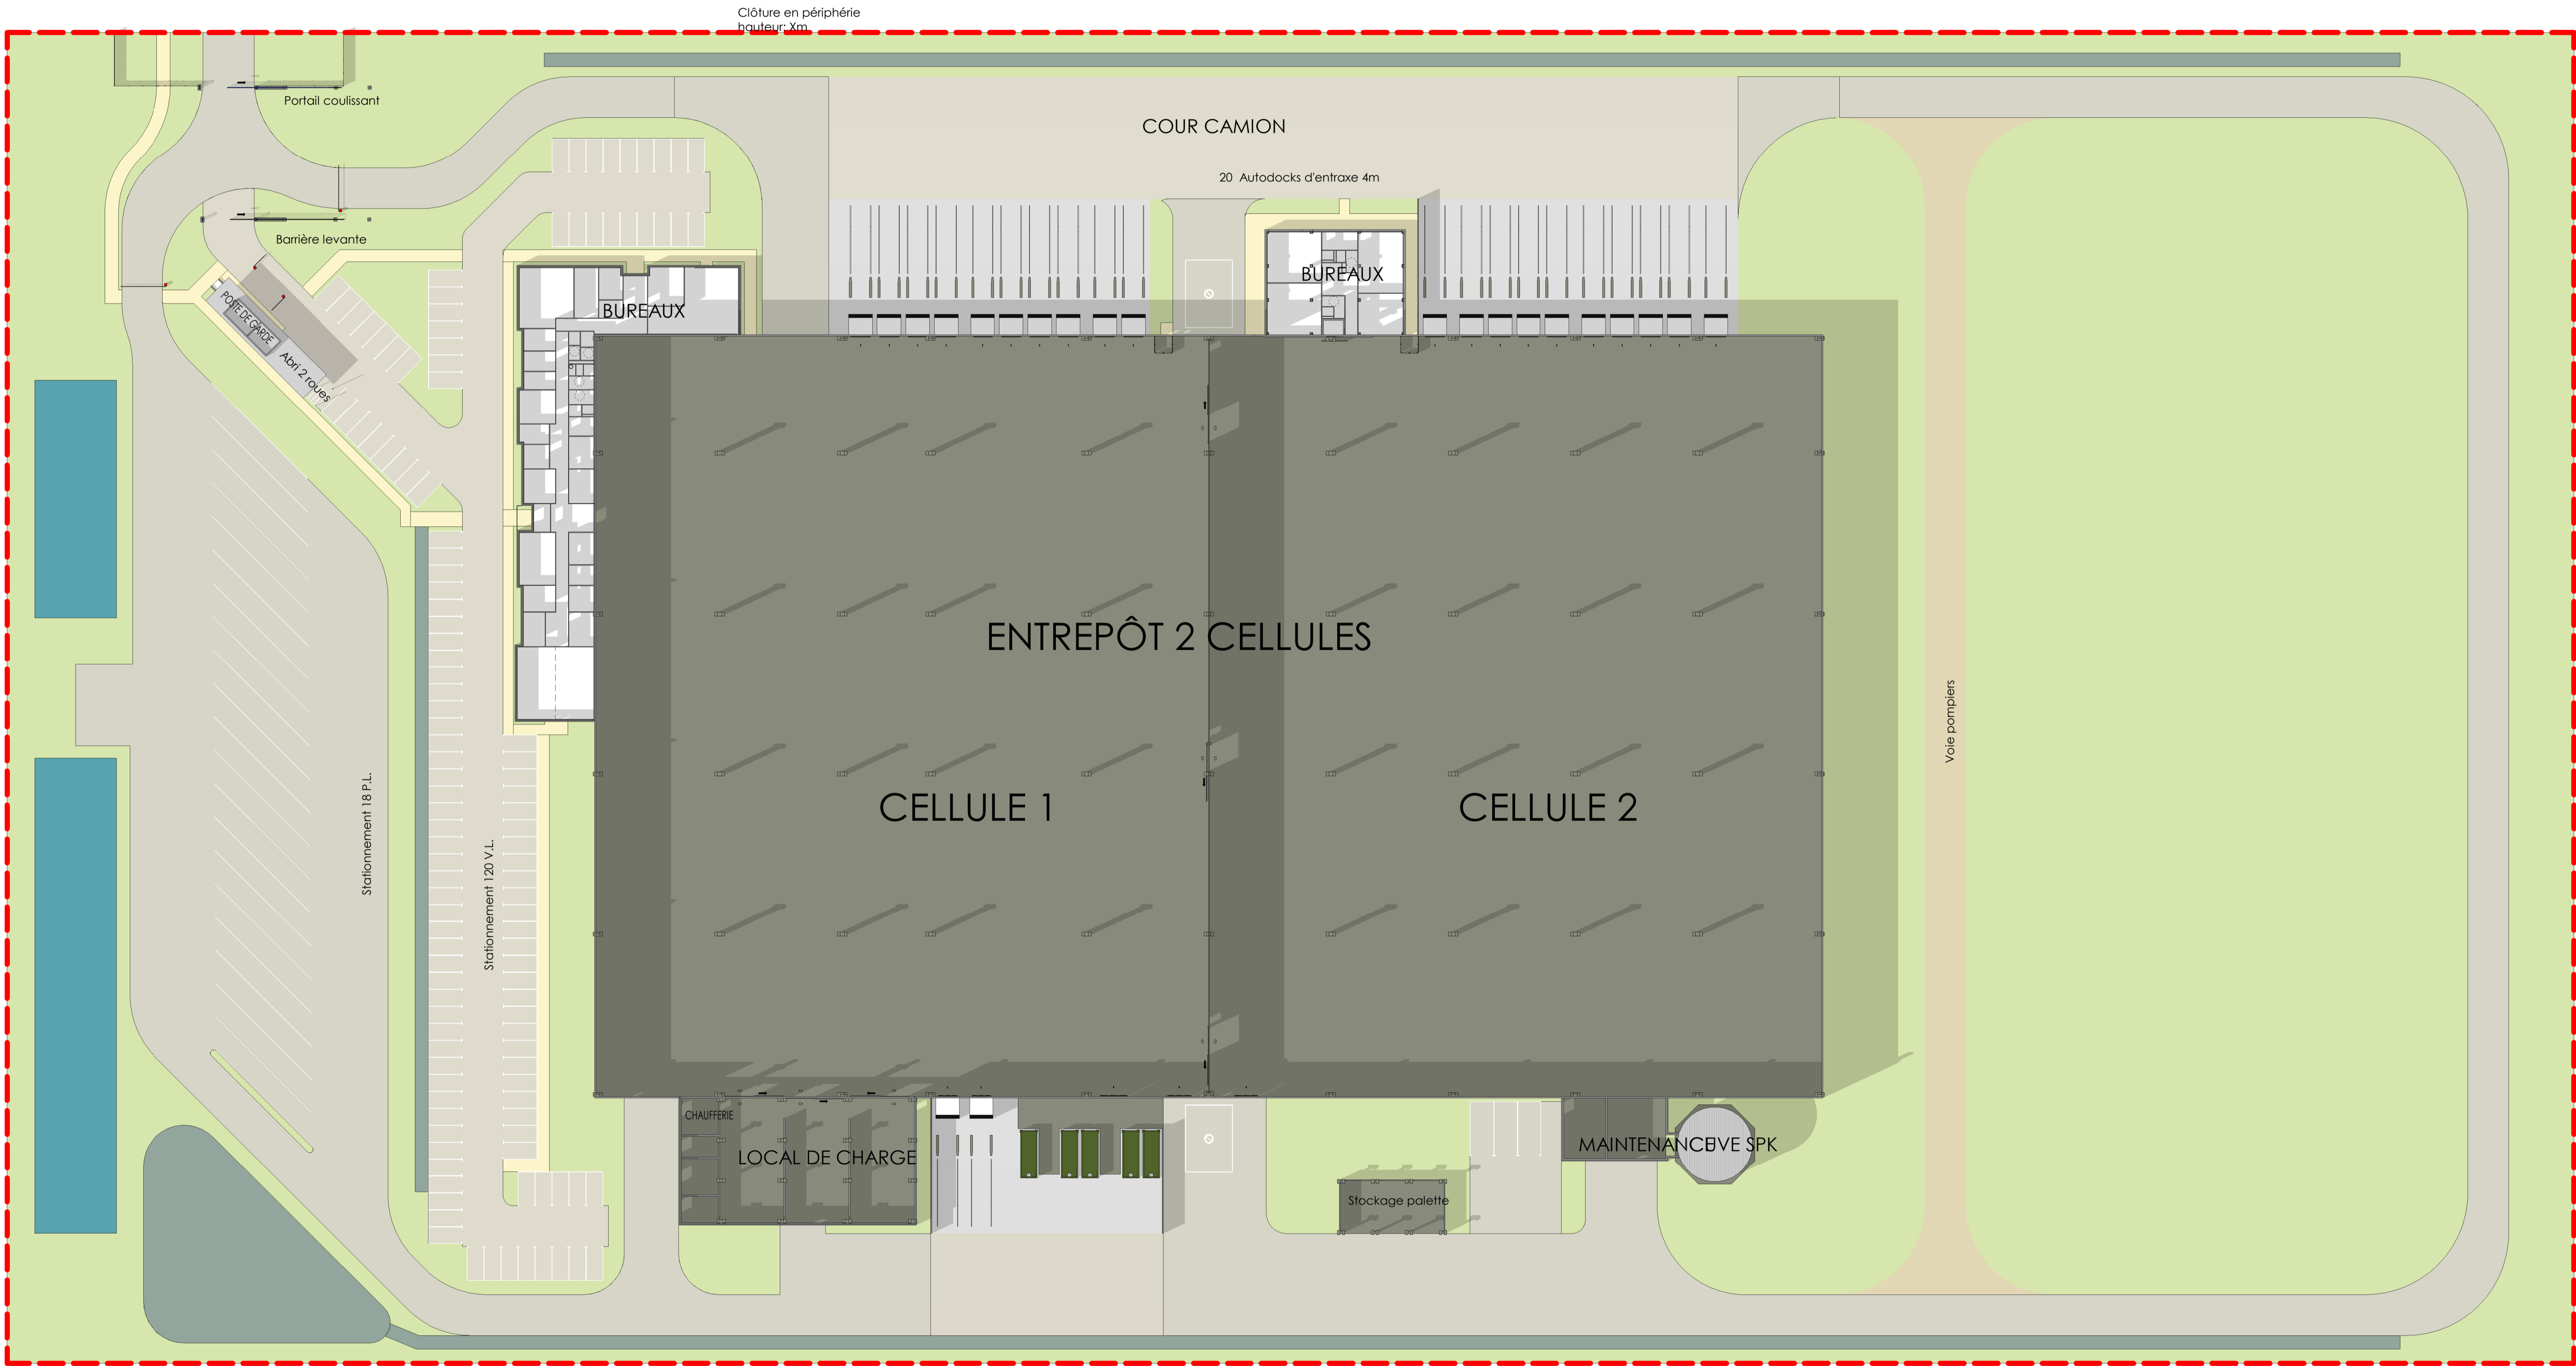 Clôture en périphérie
hauteur: Xm
Portail coulissant
COUR CAMION
20 Autodocks d'entraxe 4m
Barrière levante
BUREAUX
BUREAUX
POSTE DE GARDE
Abri 2 roues
ENTREPÔT 2 CELLULES
Voie pompiers
CELLULE 1
CELLULE 2
Stationnement 18 P.L.
Stationnement 120 V.L.
CHAUFFERIE
LOCAL DE CHARGE
MAINTENANCE
CUVE SPK
Stockage palette